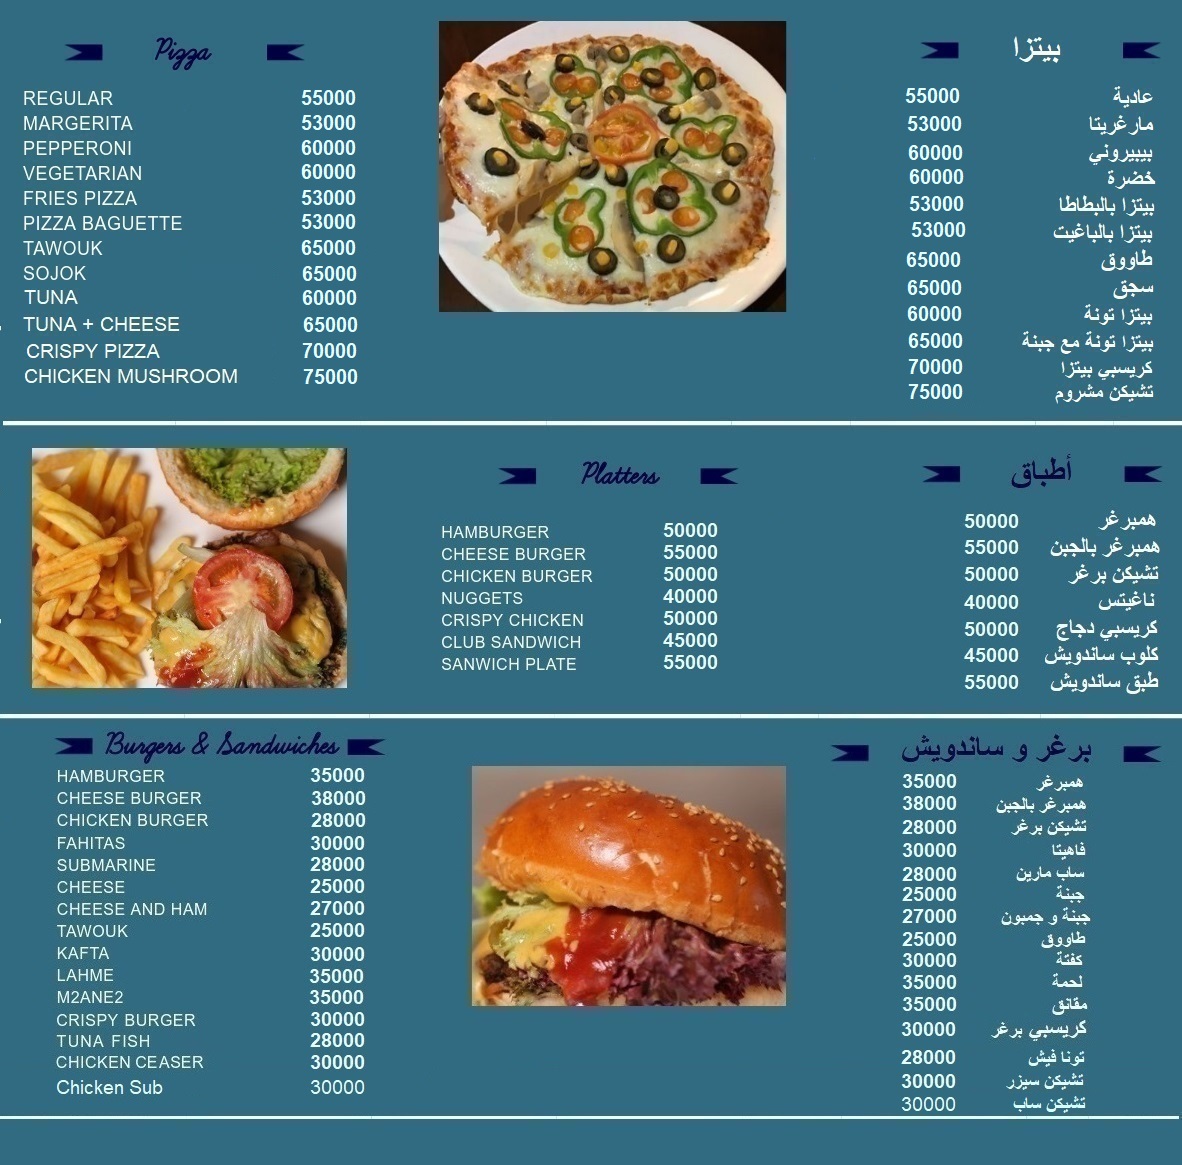 Pizza
REGULAR 55000
MARGERITA 53000
PEPPERONI 60000
VEGETARIAN 60000
FRIES PIZZA 53000
PIZZA BAGUETTE 53000
TAWOUK 65000
SOJOK 65000
TUNA 60000
TUNA + CHEESE 65000
CRISPY PIZZA 70000
CHICKEN MUSHROOM 75000
بيتزا
عادية 55000
مارغريتا 53000
بيبيروني 60000
خضرة 60000
بيتزا بالبطاطا 53000
بيتزا بالباغيت 53000
طاووق 65000
سجق 65000
بيتزا تونة 60000
بيتزا تونة مع جبنة 65000
كريسبي بيتزا 70000
تشيكن مشروم 75000
Platters
HAMBURGER 50000
CHEESE BURGER 55000
CHICKEN BURGER 50000
NUGGETS 40000
CRISPY CHICKEN 50000
CLUB SANDWICH 45000
SANWICH PLATE 55000
أطباق
همبرغر 50000
همبرغر بالجبن 55000
تشيكن برغر 50000
ناغيتس 40000
كريسبي دجاج 50000
كلوب ساندويش 45000
طبق ساندويش 55000
Burgers & Sandwiches
HAMBURGER 35000
CHEESE BURGER 38000
CHICKEN BURGER 28000
FAHITAS 30000
SUBMARINE 28000
CHEESE 25000
CHEESE AND HAM 27000
TAWOUK 25000
KAFTA 30000
LAHME 35000
M2ANE2 35000
CRISPY BURGER 30000
TUNA FISH 28000
CHICKEN CEASER 30000
Chicken Sub 30000
برغر و ساندويش
همبرغر 35000
همبرغر بالجبن 38000
تشيكن برغر 28000
فاهيتا 30000
ساب مارين 28000
جبنة 25000
جبنة و جمبون 27000
طاووق 25000
كفتة 30000
لحمة 35000
مقانق 35000
كريسبي برغر 30000
تونا فيش 28000
تشيكن سيزر 30000
تشيكن ساب 30000